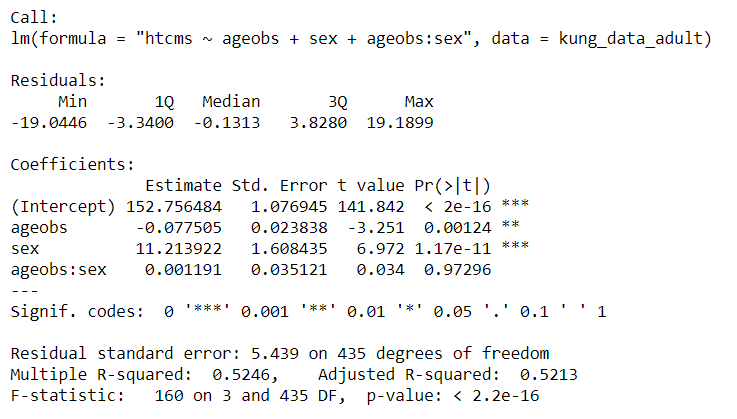 Call:
lm(formula = "htcms ~ ageobs + sex + ageobs:sex", data = kung_data_adult)
Residuals:
     Min       1Q   Median       3Q      Max
-19.0446  -3.3400  -0.1313   3.8280  19.1899
Coefficients:
              Estimate Std. Error t value Pr(>|t|)
(Intercept) 152.756484   1.076945 141.842  < 2e-16 ***
ageobs       -0.077505   0.023838  -3.251  0.00124 **
sex          11.213922   1.608435   6.972 1.17e-11 ***
ageobs:sex    0.001191   0.035121   0.034  0.97296
---
Signif. codes:  0 '***' 0.001 '**' 0.01 '*' 0.05 '.' 0.1 ' ' 1
Residual standard error: 5.439 on 435 degrees of freedom
Multiple R-squared:  0.5246,    Adjusted R-squared:  0.5213
F-statistic:   160 on 3 and 435 DF,  p-value: < 2.2e-16